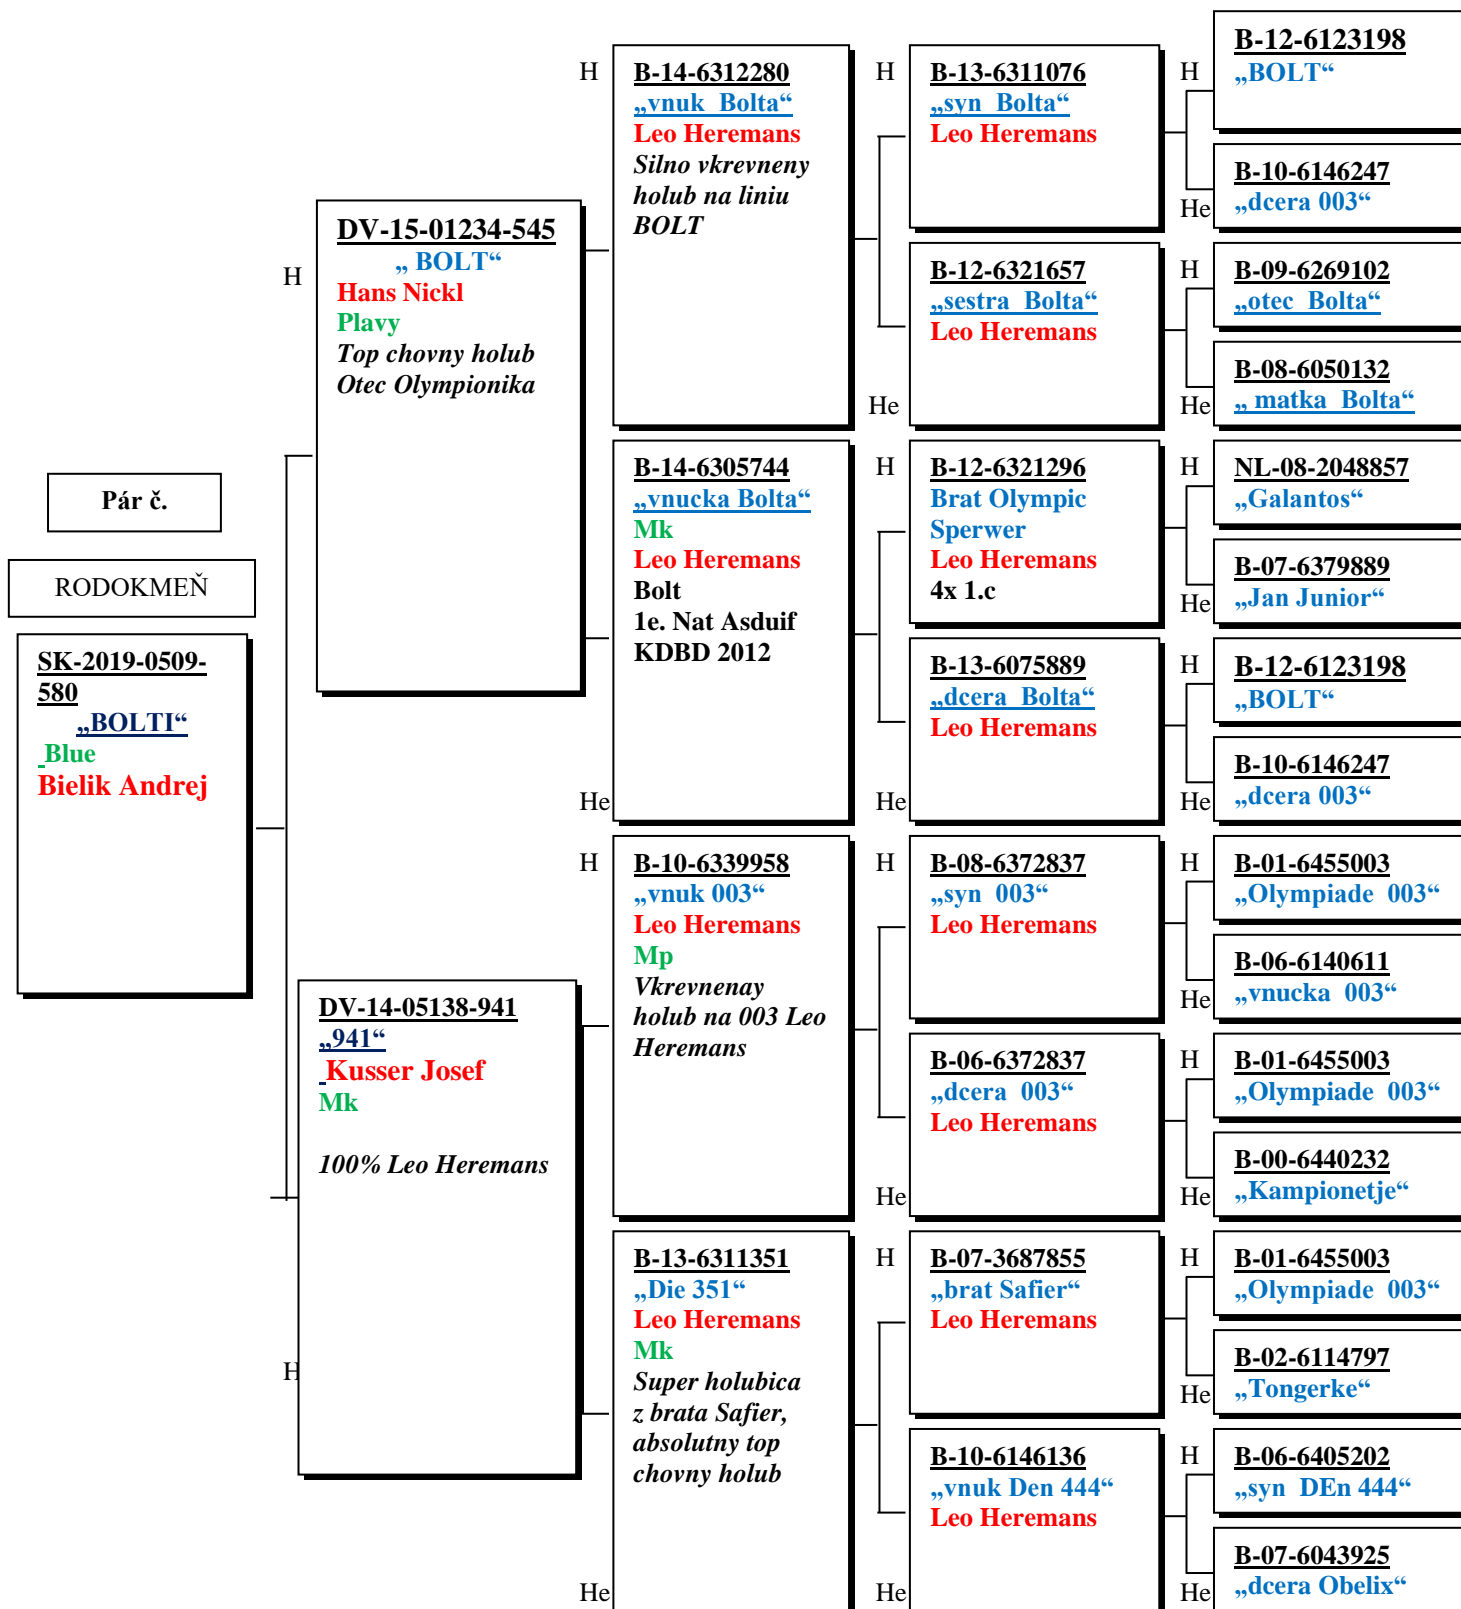 Pár č.
RODOKMEŇ
SK-2019-0509-
580
„BOLTI“
Blue
Bielik Andrej
H
DV-15-01234-545
„ BOLT“
Hans Nickl
Plavy
Top chovny holub
Otec Olympionika
H
DV-14-05138-941
„941“
Kusser Josef
Mk
100% Leo Heremans
H
B-14-6312280
„vnuk Bolta“
Leo Heremans
Silno vkrevneny
holub na liniu
BOLT
He
B-14-6305744
„vnucka Bolta“
Mk
Leo Heremans
Bolt
1e. Nat Asduif
KDBD 2012
H
B-10-6339958
„vnuk 003“
Leo Heremans
Mp
Vkrevnenay
holub na 003 Leo
Heremans
He
B-13-6311351
„Die 351“
Leo Heremans
Mk
Super holubica
z brata Safier,
absolutny top
chovny holub
H
B-13-6311076
„syn Bolta“
Leo Heremans
He
B-12-6321657
„sestra Bolta“
Leo Heremans
H
B-12-6321296
Brat Olympic
Sperwer
Leo Heremans
4x 1.c
He
B-13-6075889
„dcera Bolta“
Leo Heremans
H
B-08-6372837
„syn 003“
Leo Heremans
He
B-06-6372837
„dcera 003“
Leo Heremans
H
B-07-3687855
„brat Safier“
Leo Heremans
He
B-10-6146136
„vnuk Den 444“
Leo Heremans
H
B-12-6123198
„BOLT“
He
B-10-6146247
„dcera 003“
H
B-09-6269102
„otec Bolta“
He
B-08-6050132
„ matka Bolta“
H
NL-08-2048857
„Galantos“
He
B-07-6379889
„Jan Junior“
H
B-12-6123198
„BOLT“
He
B-10-6146247
„dcera 003“
H
B-01-6455003
„Olympiade 003“
He
B-06-6140611
„vnucka 003“
H
B-01-6455003
„Olympiade 003“
He
B-00-6440232
„Kampionetje“
H
B-01-6455003
„Olympiade 003“
He
B-02-6114797
„Tongerke“
H
B-06-6405202
„syn DEn 444“
He
B-07-6043925
„dcera Obelix“